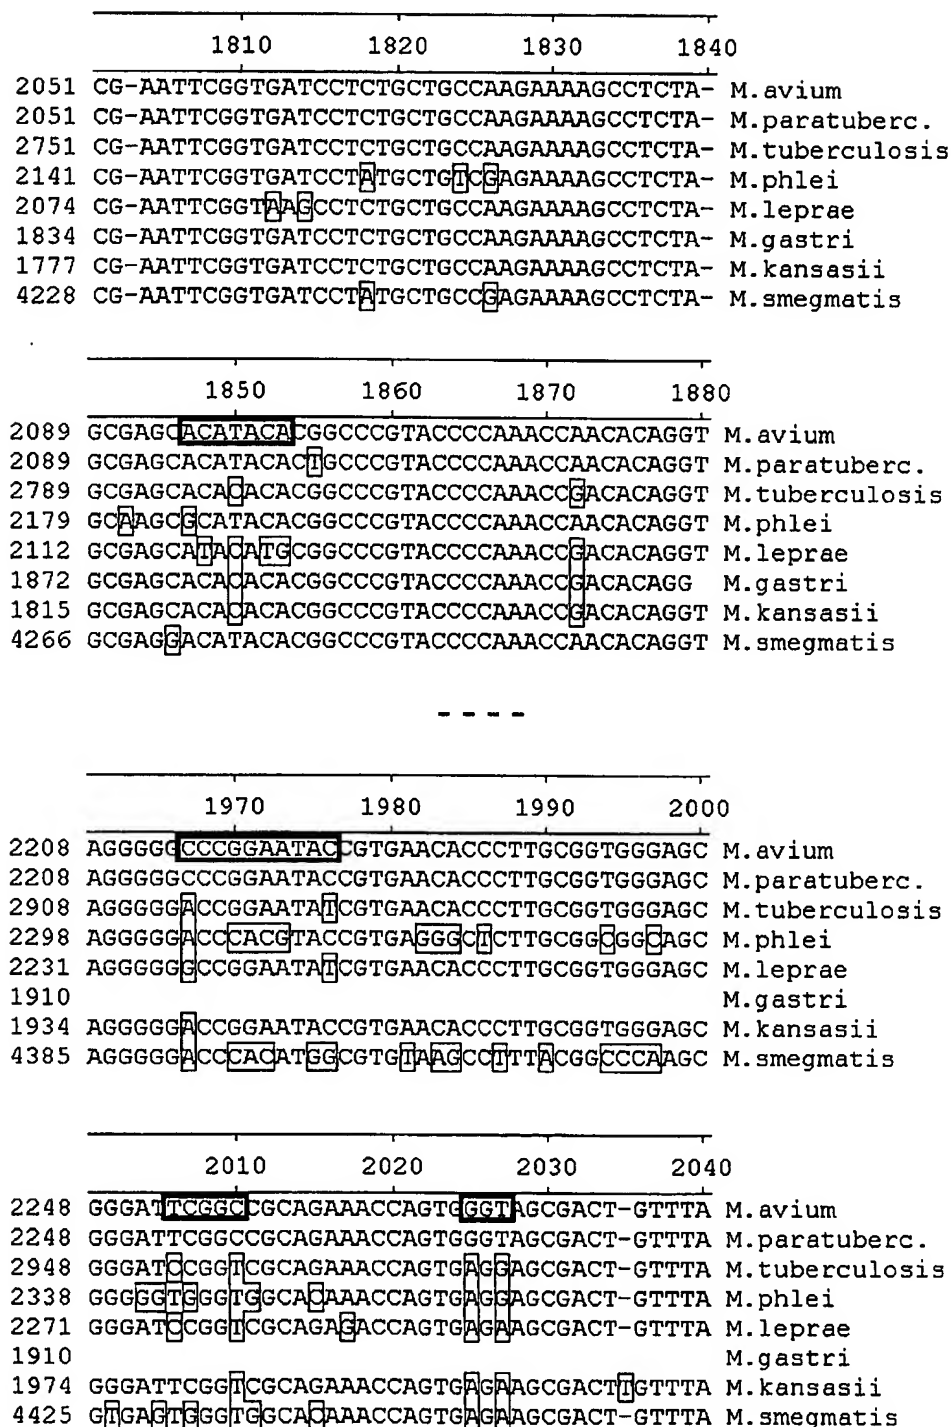 1810 1820 1830 1840
2051 CG-AATTCGGTGATCCTCTGCTGCCAAGAAAAGCCTCTA- M.avium
2051 CG-AATTCGGTGATCCTCTGCTGCCAAGAAAAGCCTCTA- M.paratuberc.
2751 CG-AATTCGGTGATCCTCTGCTGCCAAGAAAAGCCTCTA- M.tuberculosis
2141 CG-AATTCGGTGATCCTATGCTGTCGAGAAAAGCCTCTA- M.phlei
2074 CG-AATTCGGTAAGCCTCTGCTGCCAAGAAAAGCCTCTA- M.leprae
1834 CG-AATTCGGTGATCCTCTGCTGCCAAGAAAAGCCTCTA- M.gastri
1777 CG-AATTCGGTGATCCTCTGCTGCCAAGAAAAGCCTCTA- M.kansasii
4228 CG-AATTCGGTGATCCTATGCTGCCGAGAAAAGCCTCTA- M.smegmatis
1850 1860 1870 1880
2089 GCGAGCACATACACGGCCCGTACCCCAAACCAACACAGGT M.avium
2089 GCGAGCACATACACTGCCCGTACCCCAAACCAACACAGGT M.paratuberc.
2789 GCGAGCACACACACGGCCCGTACCCCAAACCGACACAGGT M.tuberculosis
2179 GCAAGCGCATACACGGCCCGTACCCCAAACCAACACAGGT M.phlei
2112 GCGAGCATACATGCGGCCCGTACCCCAAACCGACACAGGT M.leprae
1872 GCGAGCACACACACGGCCCGTACCCCAAACCGACACAGG M.gastri
1815 GCGAGCACACACACGGCCCGTACCCCAAACCGACACAGGT M.kansasii
4266 GCGAGGACATACACGGCCCGTACCCCAAACCAACACAGGT M.smegmatis
- - - -
1970 1980 1990 2000
2208 AGGGGGCCCGGAATACCGTGAACACCCTTGCGGTGGGAGC M.avium
2208 AGGGGGCCCGGAATACCGTGAACACCCTTGCGGTGGGAGC M.paratuberc.
2908 AGGGGGACCGGAATATCGTGAACACCCTTGCGGTGGGAGC M.tuberculosis
2298 AGGGGGACCCACGTACCGTGAGGGCTCTTGCGGCGGCAGC M.phlei
2231 AGGGGGGCCGGAATATCGTGAACACCCTTGCGGTGGGAGC M.leprae
1910 M.gastri
1934 AGGGGGACCGGAATACCGTGAACACCCTTGCGGTGGGAGC M.kansasii
4385 AGGGGGACCCACATGGCGTGTAAGCCTTTACGGCCCAAGC M.smegmatis
2010 2020 2030 2040
2248 GGGATTCGGCCGCAGAAACCAGTGGGTAGCGACT-GTTTA M.avium
2248 GGGATTCGGCCGCAGAAACCAGTGGGTAGCGACT-GTTTA M.paratuberc.
2948 GGGATCCGGTCGCAGAAACCAGTGAGGAGCGACT-GTTTA M.tuberculosis
2338 GGGGGTGGGTGGCACAAACCAGTGAGGAGCGACT-GTTTA M.phlei
2271 GGGATCCGGTCGCAGAGACCAGTGAGAAGCGACT-GTTTA M.leprae
1910 M.gastri
1974 GGGATTCGGTCGCAGAAACCAGTGAGAAGCGACTTGTTTA M.kansasii
4425 GTGAGTGGGTGGCACAAACCAGTGAGAAGCGACT-GTTTA M.smegmatis